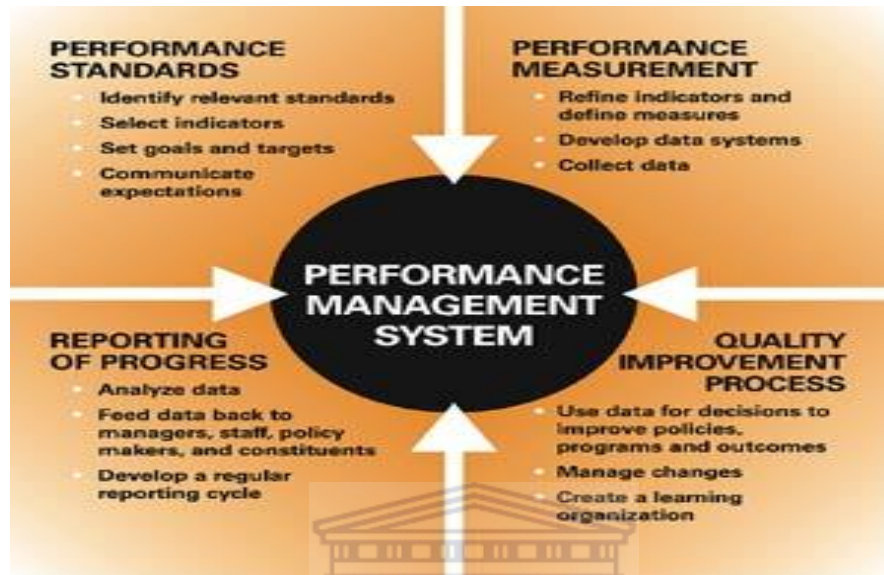 PERFORMANCE
STANDARDS
Identify relevant standards
Select indicators
Set goals and targets
Communicate
expectations
PERFORMANCE
MEASUREMENT
Refine indicators and
define measures
Develop data systems
Collect data
PERFORMANCE
MANAGEMENT
SYSTEM
REPORTING
OF PROGRESS
Analyze data
Feed data back to
managers, staff, policy
makers, and constituents
Develop a regular
reporting cycle
QUALITY
IMPROVEMENT
PROCESS
Use data for decisions to
improve policies,
programs and outcomes
Manage changes
Create a learning
organization